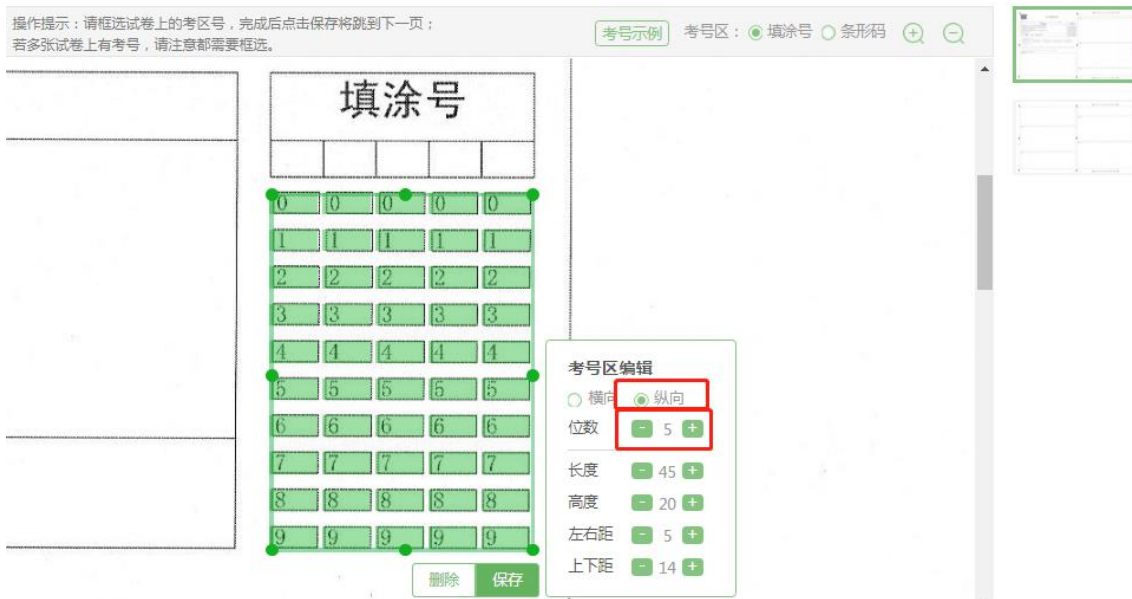 操作提示：请框选试卷上的考区号，完成后点击保存将跳到下一页；
若多张试卷上有考号，请注意都需要框选。
考号示例 考号区： 填涂号 条形码
填涂号
0 0 0 0 0
1 1 1 1 1
2 2 2 2 2
3 3 3 3 3
4 4 4 4 4
5 5 5 5 5
6 6 6 6 6
7 7 7 7 7
8 8 8 8 8
9 9 9 9 9
考号区编辑
横向 纵向
位数 - 5 +
长度 - 45 +
高度 - 20 +
左右距 - 5 +
上下距 - 14 +
删除 保存